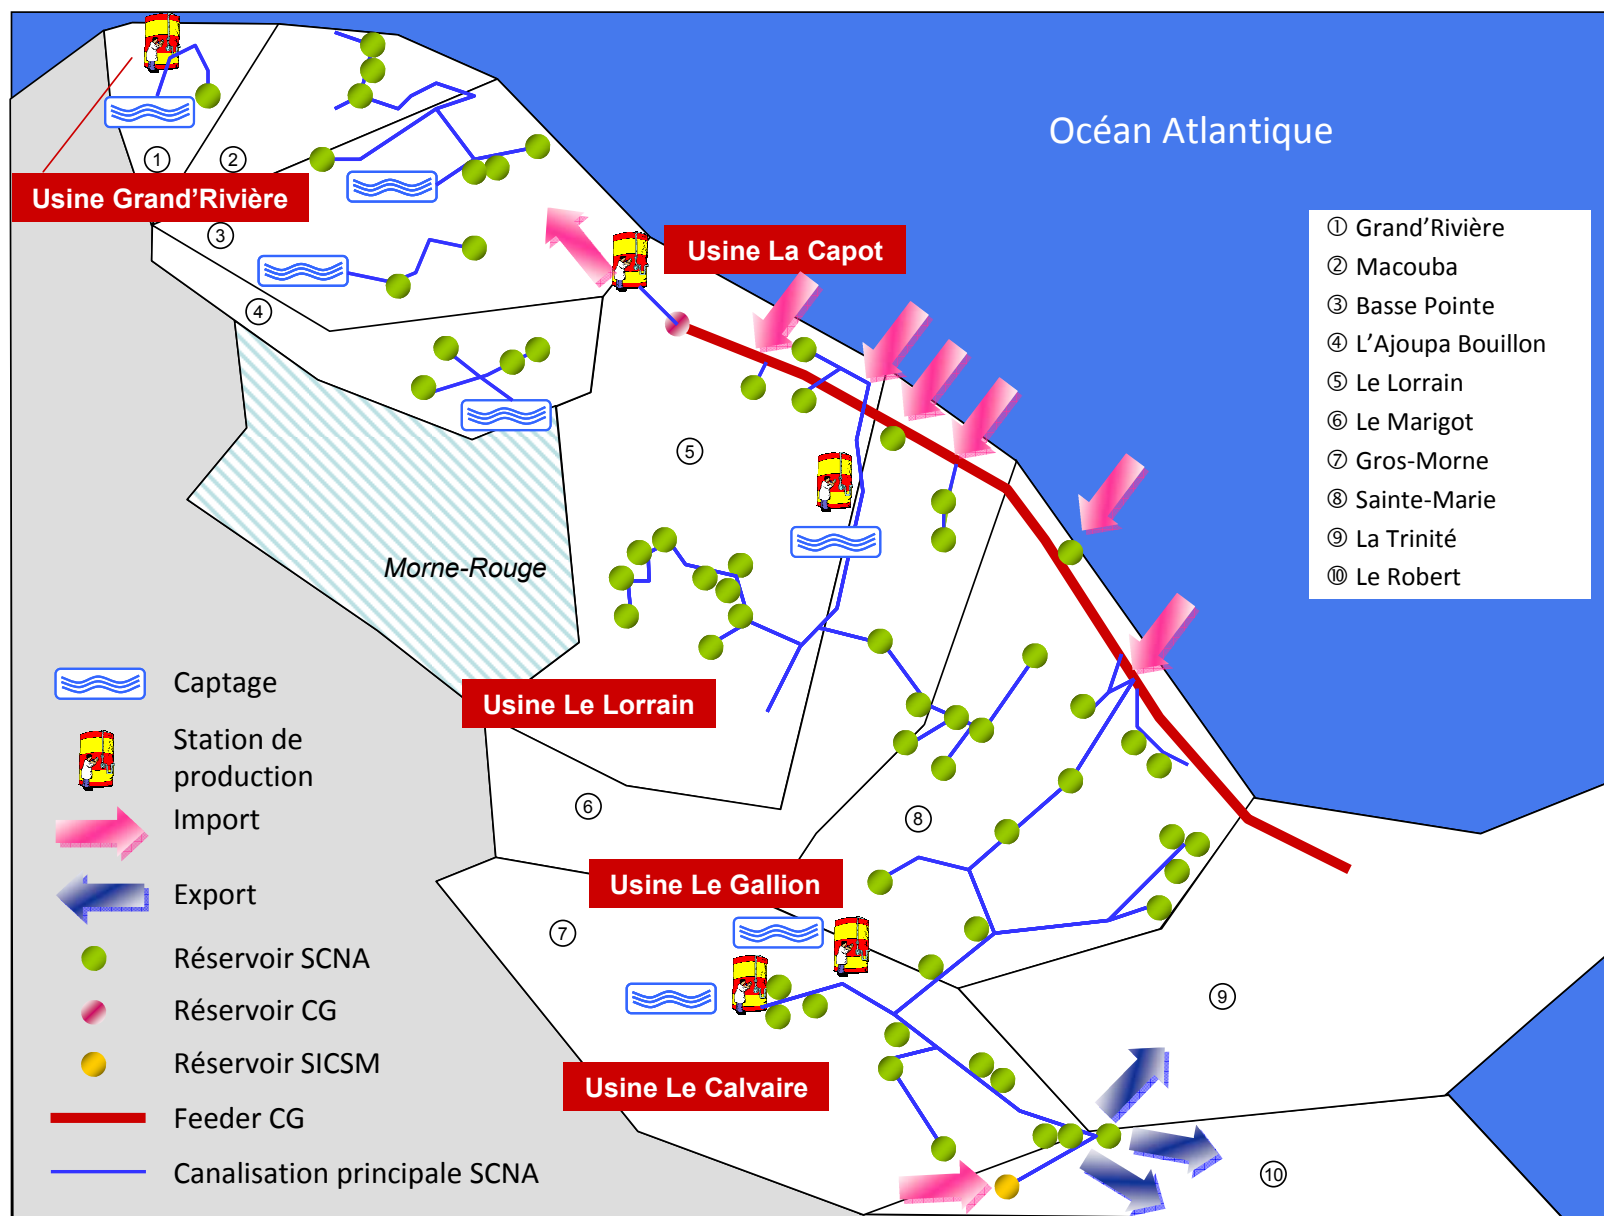 Océan Atlantique
①
②
Usine Grand'Rivière
③
Usine La Capot
④
① Grand'Rivière
② Macouba
③ Basse Pointe
④ L'Ajoupa Bouillon
⑤ Le Lorrain
⑥ Le Marigot
⑦ Gros-Morne
⑧ Sainte-Marie
⑨ La Trinité
⑩ Le Robert
⑤
Morne-Rouge
Usine Le Lorrain
⑥
⑧
Usine Le Gallion
⑦
⑨
Usine Le Calvaire
⑩
Captage
Station de
production
Import
Export
Réservoir SCNA
Réservoir CG
Réservoir SICSM
Feeder CG
Canalisation principale SCNA